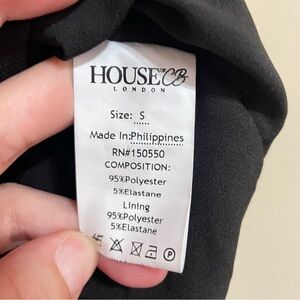 HOUSE OF CB
LONDON
Size: S
Made In:Philippines
RN#150550
COMPOSITION:
95%Polyester
5%Elastane
Lining
95%Polyester
5%Elastane
P